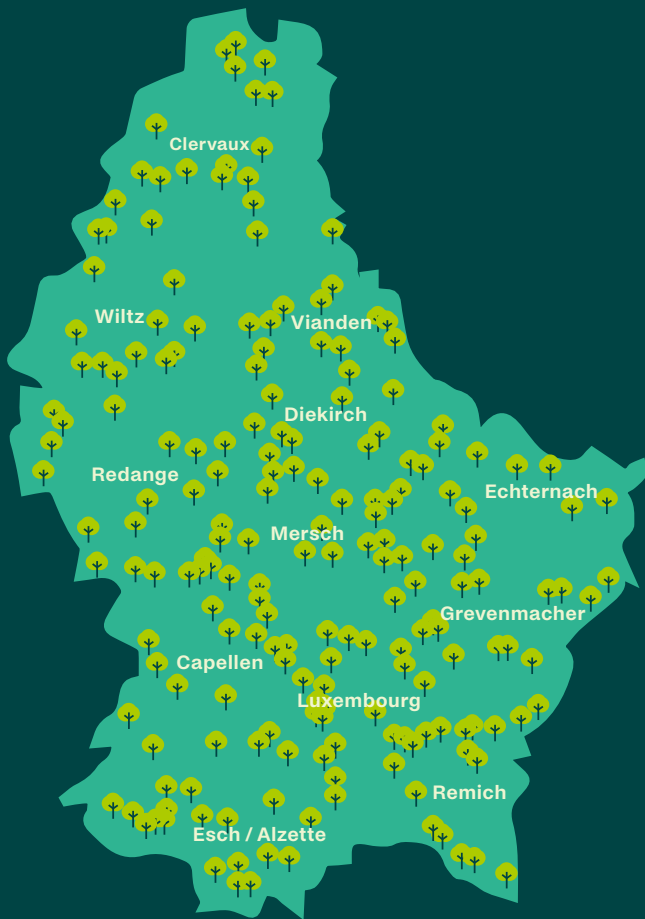 Clervaux
Wiltz
Vianden
Diekirch
Redange
Echternach
Mersch
Grevenmacher
Capellen
Luxembourg
Remich
Esch / Alzette